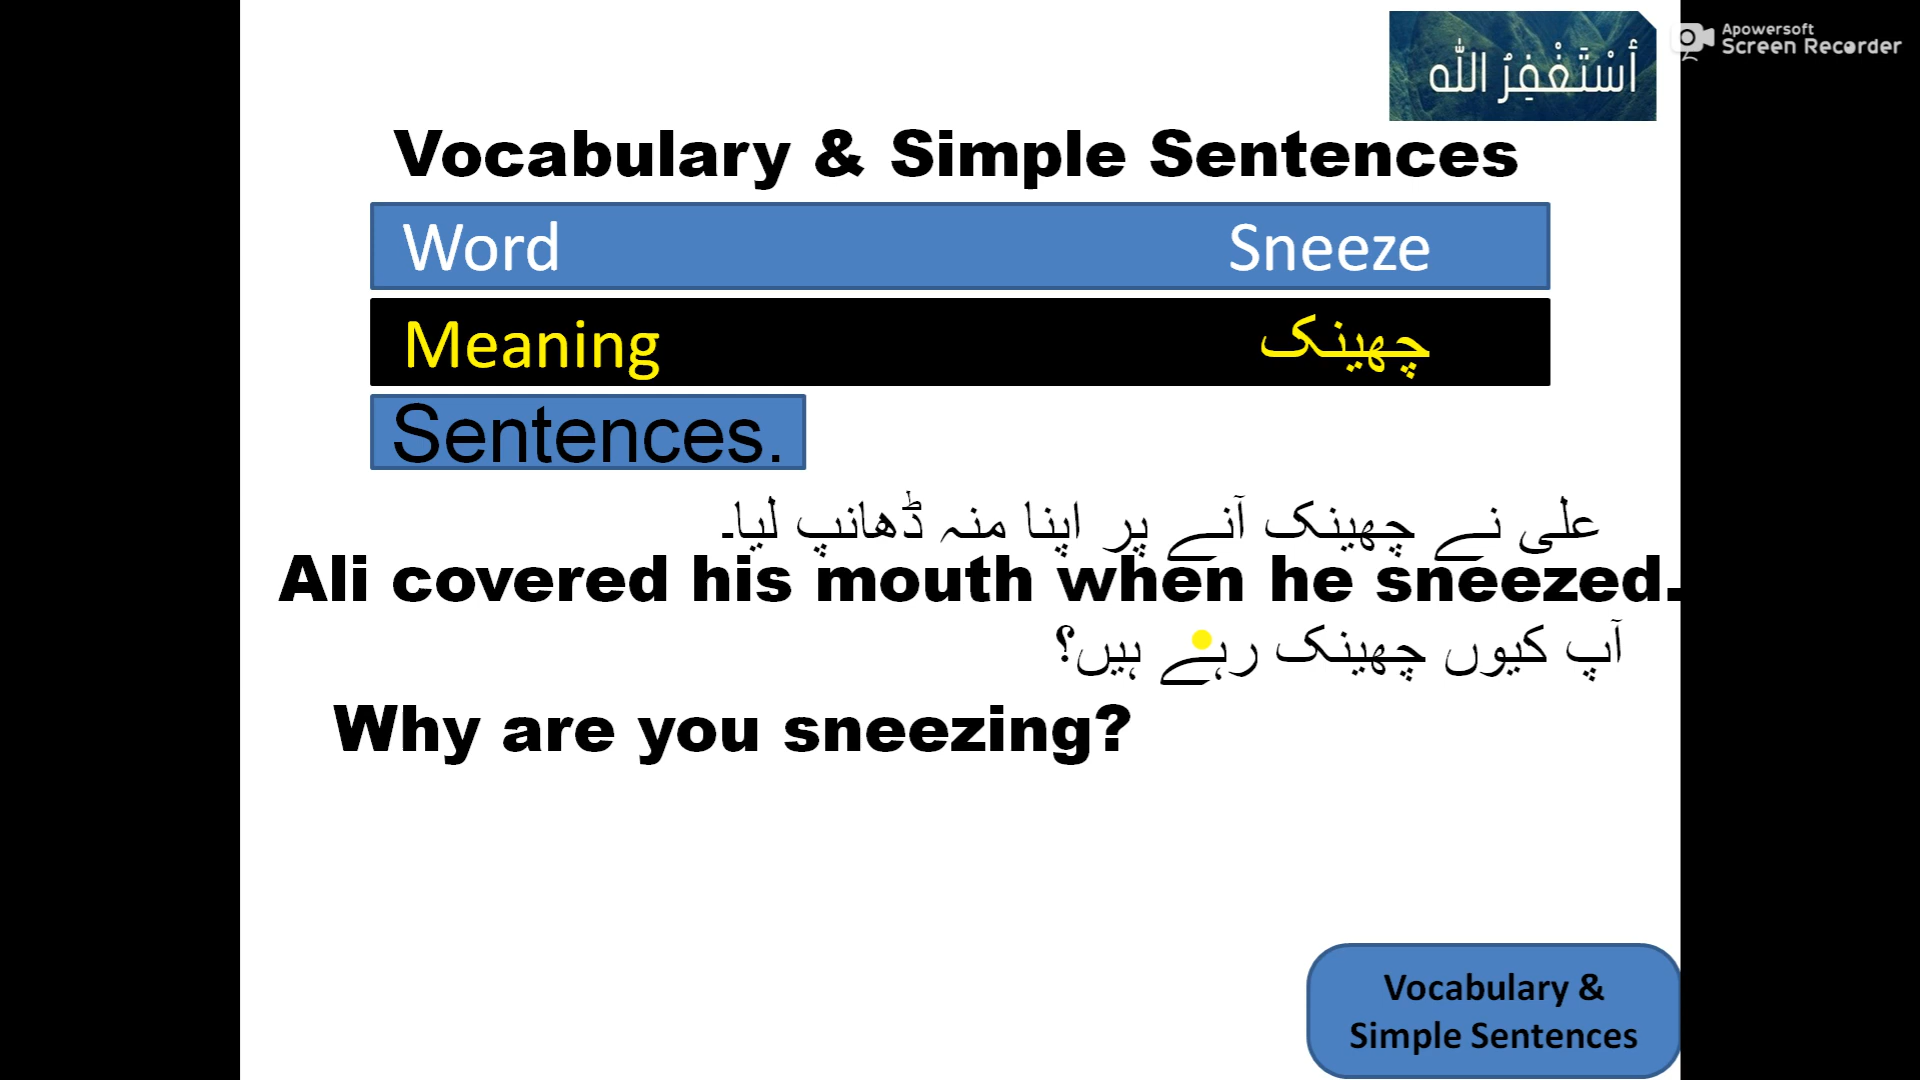 أَسْتَغْفِرُ اللّٰه
Apowersoft
Screen Recorder
Vocabulary & Simple Sentences
Word Sneeze
Meaning چھینک
Sentences.
علی نے چھینک آنے پر اپنا منہ ڈھانپ لیا۔
Ali covered his mouth when he sneezed.
آپ کیوں چھینک رہے ہیں؟
Why are you sneezing?
Vocabulary &
Simple Sentences